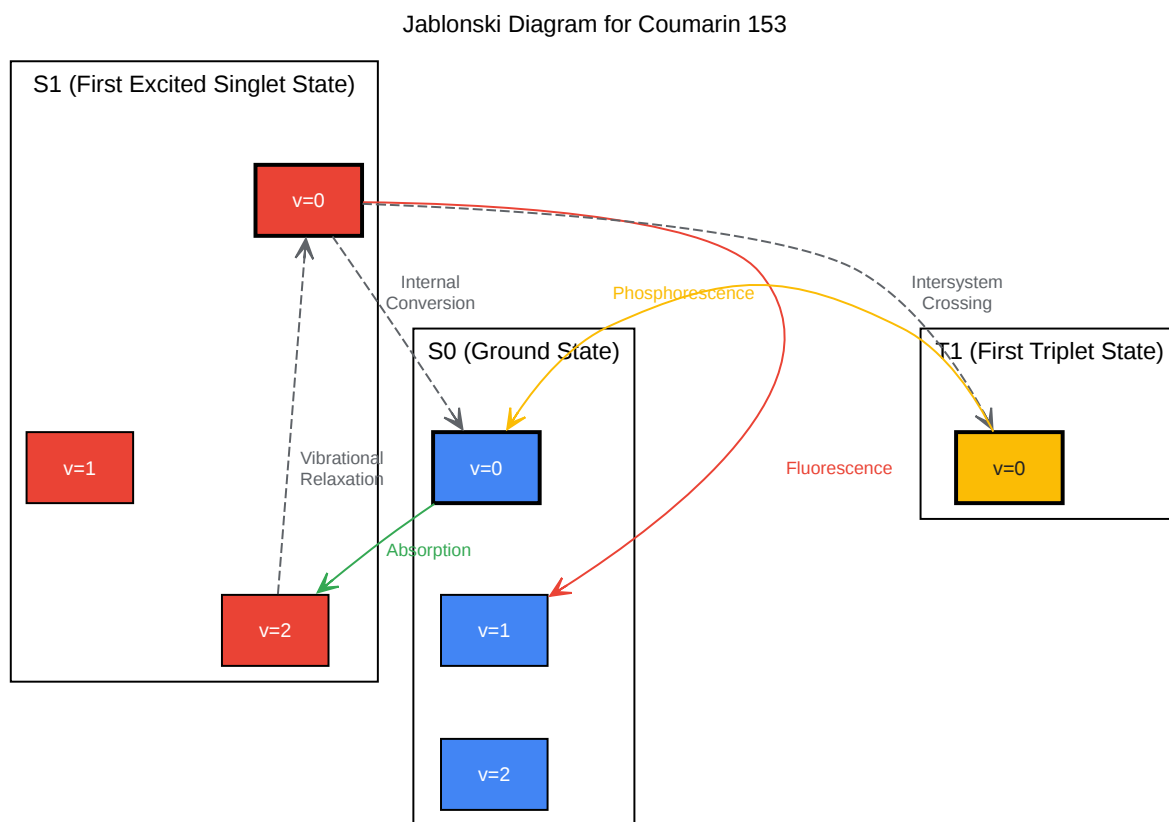 Jablonski Diagram for Coumarin 153
S1 (First Excited Singlet State)
v=0
Internal
Conversion
Phosphorescence
Intersystem
Crossing
S0 (Ground State)
T1 (First Triplet State)
v=1
Vibrational
Relaxation
v=0
Fluorescence
v=0
Absorption
v=2
v=1
v=2